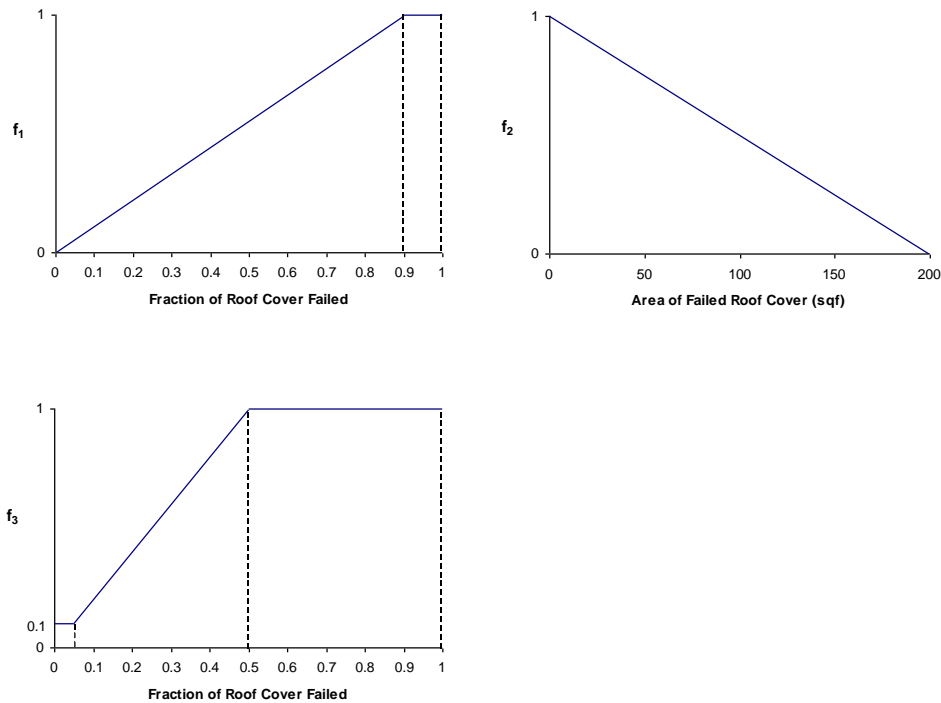 1
f₁
0
0 0.1 0.2 0.3 0.4 0.5 0.6 0.7 0.8 0.9 1
Fraction of Roof Cover Failed
1
f₂
0
0 50 100 150 200
Area of Failed Roof Cover (sqf)
1
f₃
0.1
0
0 0.1 0.2 0.3 0.4 0.5 0.6 0.7 0.8 0.9 1
Fraction of Roof Cover Failed